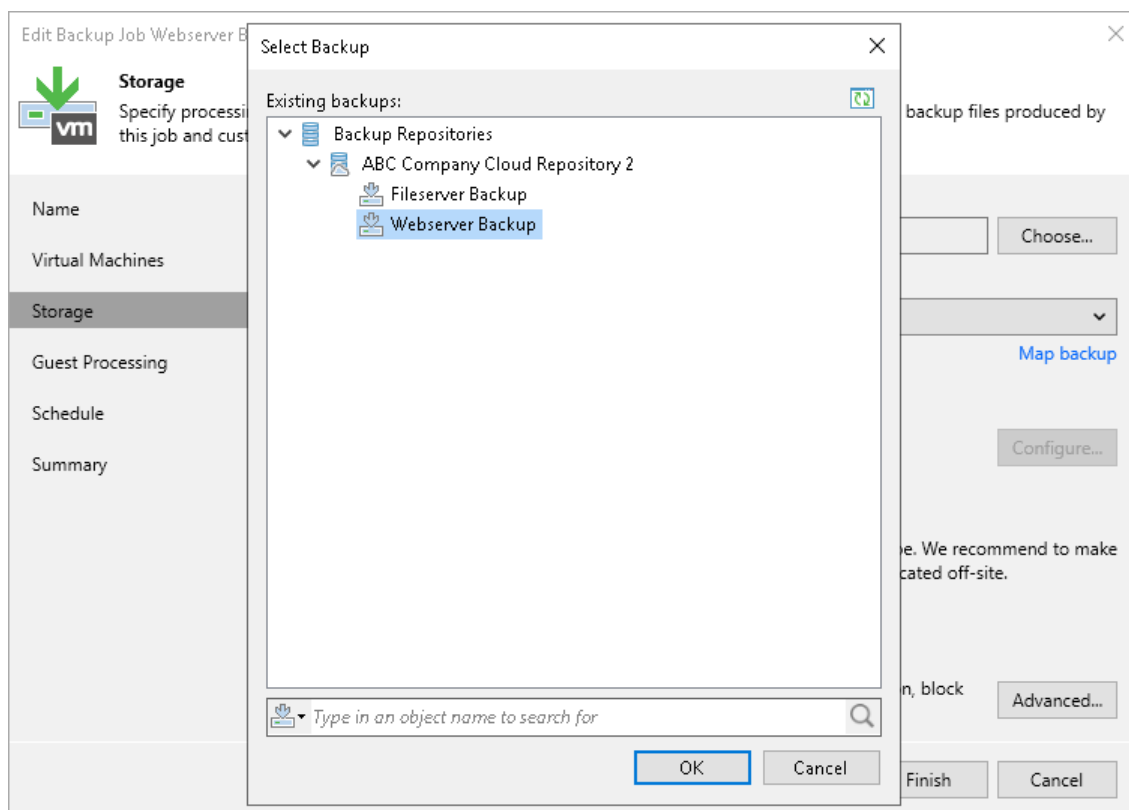 Edit Backup Job Webserver B
Storage
Specify processi
this job and cust
backup files produced by
Name
Virtual Machines
Storage
Guest Processing
Schedule
Summary
Select Backup
Existing backups:
Backup Repositories
ABC Company Cloud Repository 2
Fileserver Backup
Webserver Backup
Type in an object name to search for
OK
Cancel
Choose...
Map backup
Configure...
pe. We recommend to make
cated off-site.
n, block
Advanced...
Finish
Cancel
vm